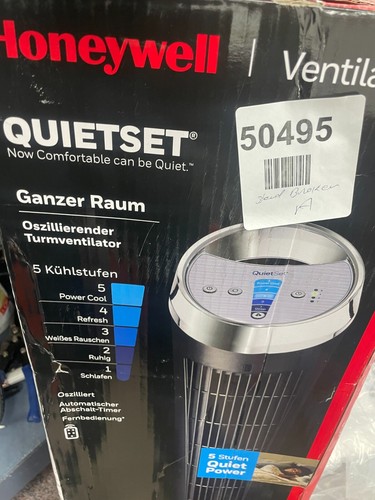 Honeywell | Ventila
QUIETSET®
Now Comfortable can be Quiet.™
50495
Ganzer Raum
Oszillierender
Turmventilator
5 Kühlstufen
5
Power Cool
4
Refresh
3
Weißes Rauschen
2
Ruhig
1
Schlafen
Oszilliert
Automatischer
Abschalt-Timer
Fernbedienung*
QuietSet®
5 Stufen
Quiet
Power